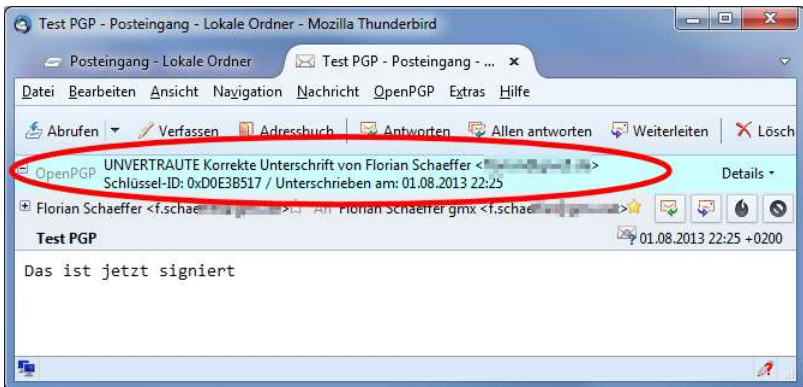 Test PGP - Posteingang - Lokale Ordner - Mozilla Thunderbird
Posteingang - Lokale Ordner Test PGP - Posteingang - ... x
Datei Bearbeiten Ansicht Navigation Nachricht OpenPGP Extras Hilfe
Abrufen Verfassen Adressbuch Antworten Allen antworten Weiterleiten Lösch
OpenPGP UNVERTRAUTE Korrekte Unterschrift von Florian Schaeffer < >
Schlüssel-ID: 0xD0E3B517 / Unterschrieben am: 01.08.2013 22:25
Details
Florian Schaeffer <f.schae > An Florian Schaeffer gmx <f.schae >
Test PGP 01.08.2013 22:25 +0200
Das ist jetzt signiert